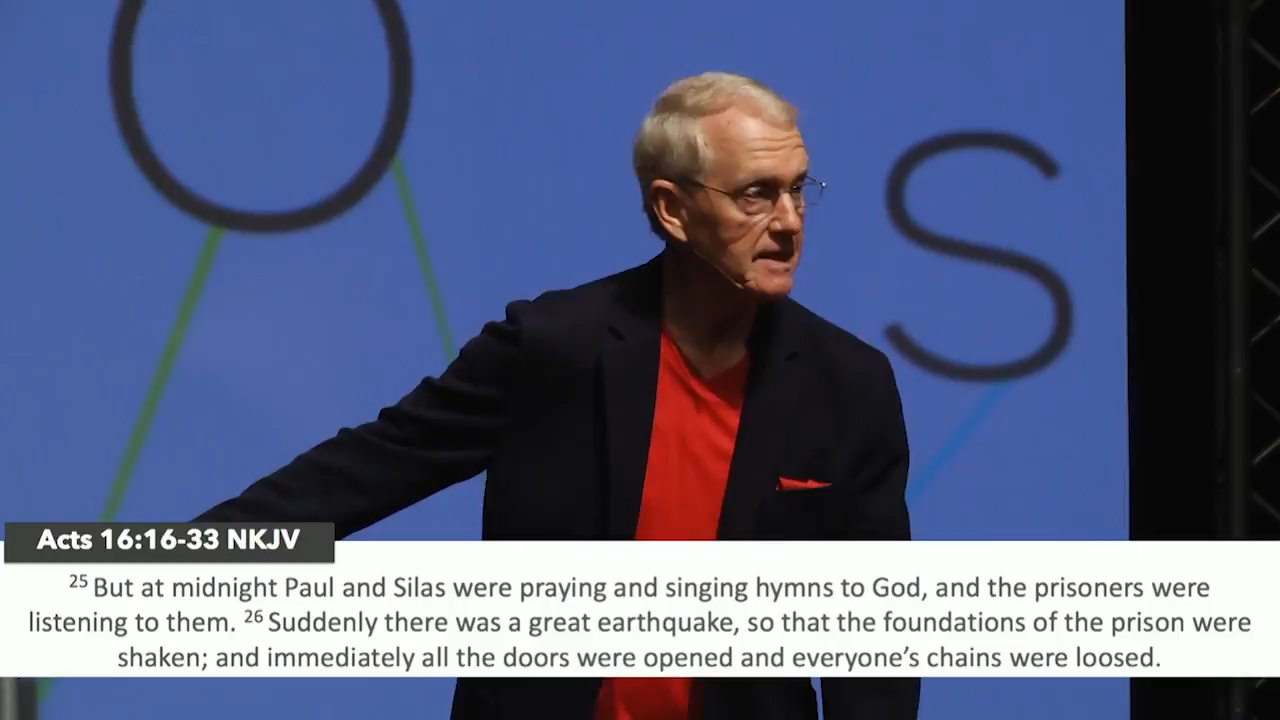 O S
Acts 16:16-33 NKJV
25 But at midnight Paul and Silas were praying and singing hymns to God, and the prisoners were
listening to them. 26 Suddenly there was a great earthquake, so that the foundations of the prison were
shaken; and immediately all the doors were opened and everyone’s chains were loosed.